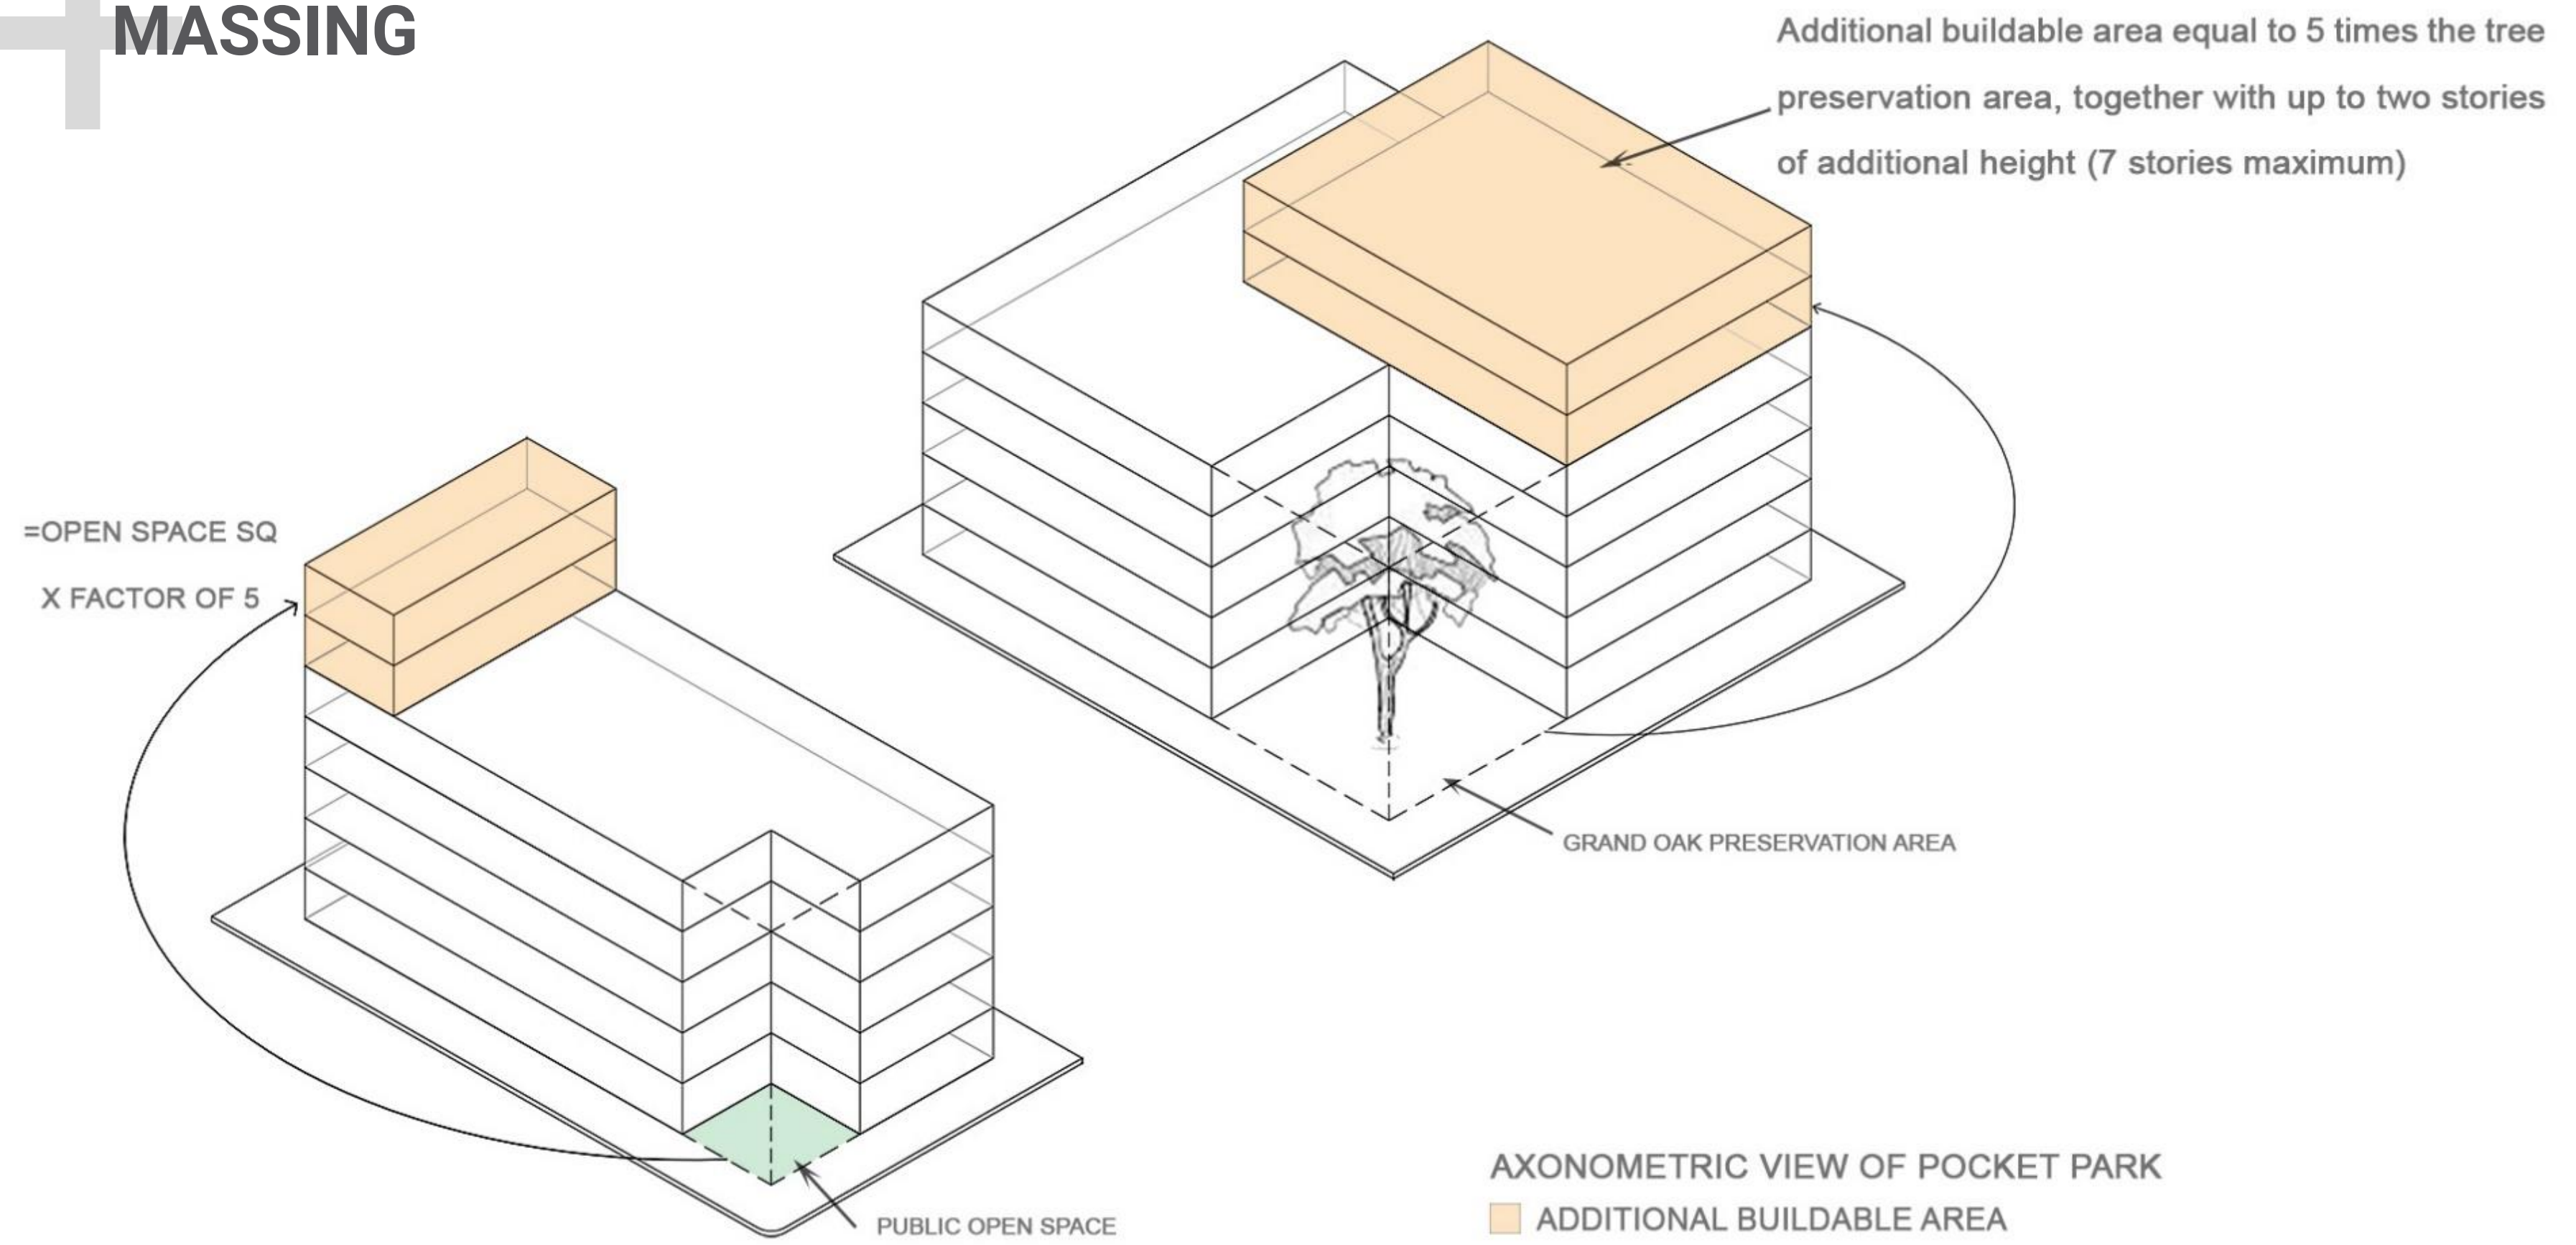 MASSING
Additional buildable area equal to 5 times the tree
preservation area, together with up to two stories
of additional height (7 stories maximum)
=OPEN SPACE SQ
X FACTOR OF 5
GRAND OAK PRESERVATION AREA
PUBLIC OPEN SPACE
AXONOMETRIC VIEW OF POCKET PARK
ADDITIONAL BUILDABLE AREA